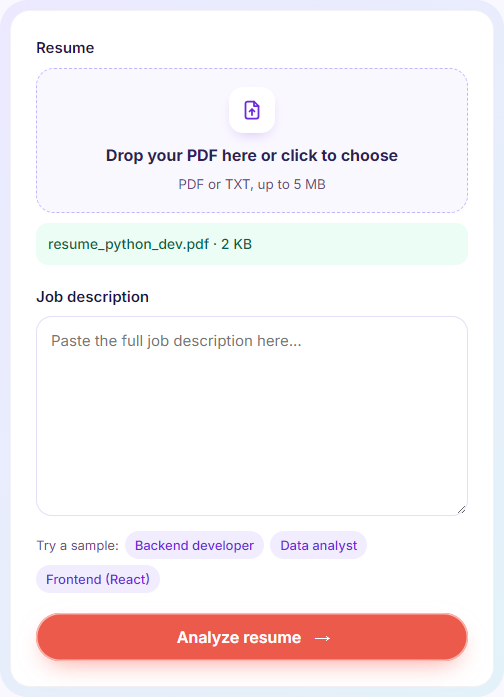 Resume
Drop your PDF here or click to choose
PDF or TXT, up to 5 MB
resume_python_dev.pdf · 2 KB
Job description
Paste the full job description here...
Try a sample: Backend developer Data analyst
Frontend (React)
Analyze resume →